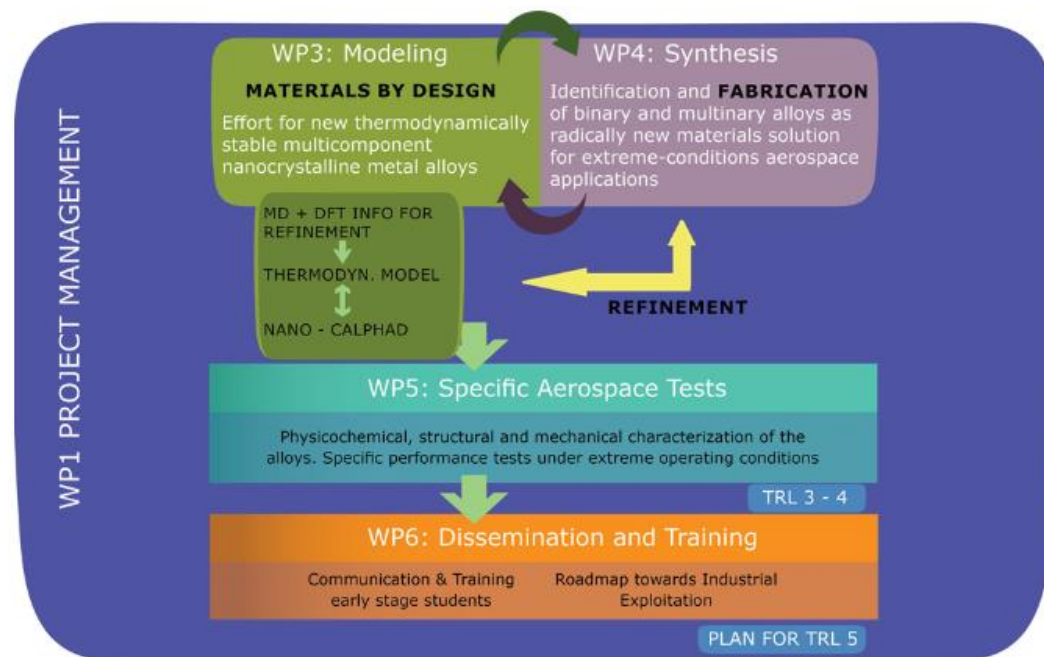 WP1 PROJECT MANAGEMENT
WP3: Modeling
MATERIALS BY DESIGN
Effort for new thermodynamically
stable multicomponent
nanocrystalline metal alloys
WP4: Synthesis
Identification and FABRICATION
of binary and multinary alloys as
radically new materials solution
for extreme-conditions aerospace
applications
MD + DFT INFO FOR
REFINEMENT
THERMODYN. MODEL
NANO - CALPHAD
REFINEMENT
WP5: Specific Aerospace Tests
Physicochemical, structural and mechanical characterization of the
alloys. Specific performance tests under extreme operating conditions
TRL 3 - 4
WP6: Dissemination and Training
Communication & Training
early stage students
Roadmap towards Industrial
Exploitation
PLAN FOR TRL 5